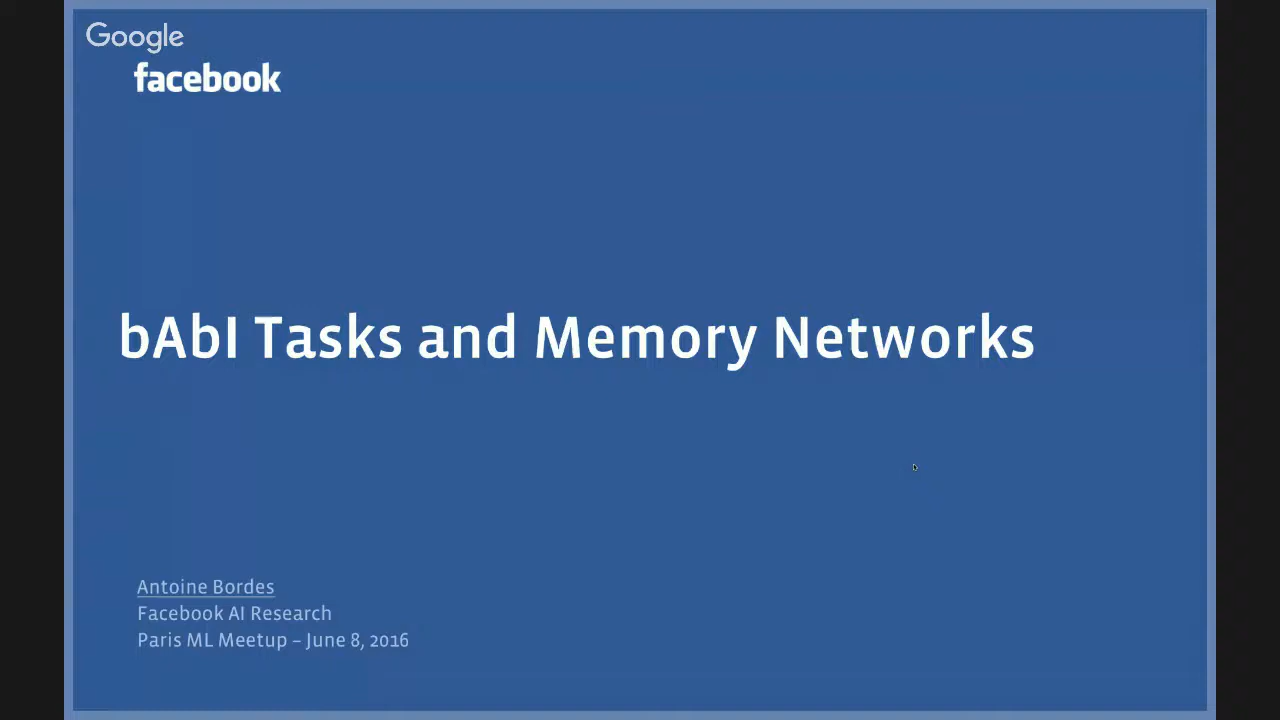 Google
facebook
bAbI Tasks and Memory Networks
Antoine Bordes
Facebook AI Research
Paris ML Meetup – June 8, 2016